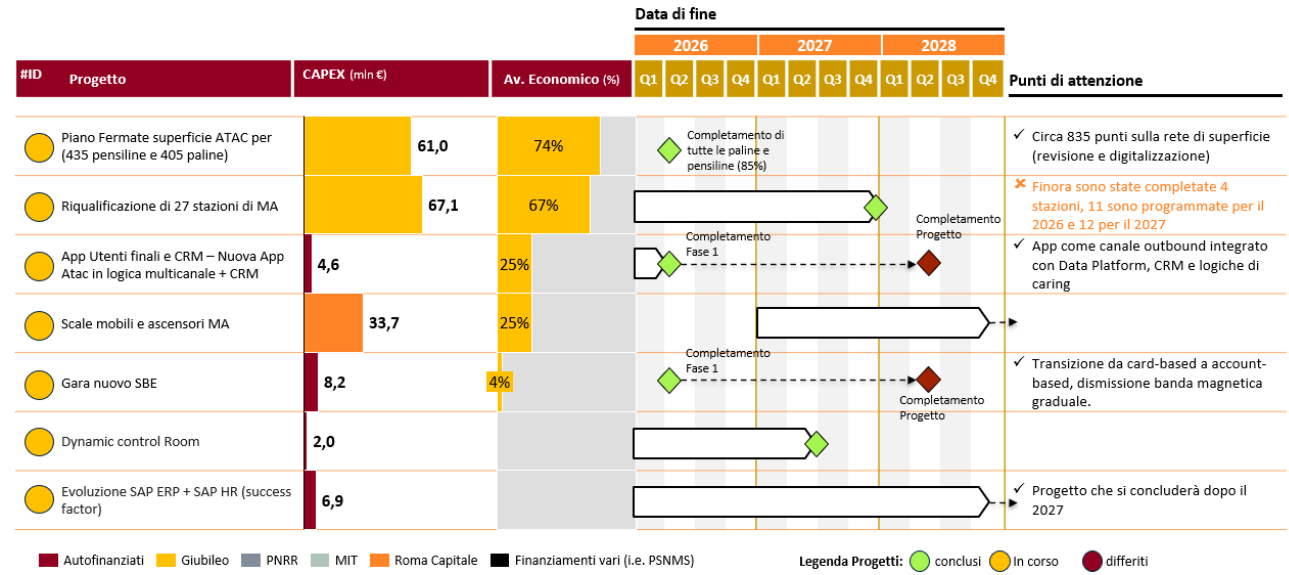 Data di fine
2026 2027 2028
#ID Progetto CAPEX (mln €) Av. Economico (%) Q1 Q2 Q3 Q4 Q1 Q2 Q3 Q4 Q1 Q2 Q3 Q4 Punti di attenzione
Piano Fermate superficie ATAC per
(435 pensiline e 405 paline)
61,0
74%
Completamento di
tutte le paline e
pensiline (85%)
✓ Circa 835 punti sulla rete di superficie
(revisione e digitalizzazione)
Riqualificazione di 27 stazioni di MA
67,1
67%
Finora sono state completate 4
stazioni, 11 sono programmate per il
2026 e 12 per il 2027
App Utenti finali e CRM – Nuova App
Atac in logica multicanale + CRM
4,6
25%
Completamento
Fase 1
Completamento
Progetto
✓ App come canale outbound integrato
con Data Platform, CRM e logiche di
caring
Scale mobili e ascensori MA
33,7
25%
Gara nuovo SBE
8,2
4%
Completamento
Fase 1
Completamento
Progetto
✓ Transizione da card-based a account-
based, dismissione banda magnetica
graduale.
Dynamic control Room
2,0
Evoluzione SAP ERP + SAP HR (success
factor)
6,9
✓ Progetto che si concluderà dopo il
2027
Autofinanziati Giubileo PNRR MIT Roma Capitale Finanziamenti vari (i.e. PSNMS) Legenda Progetti: conclusi In corso differiti